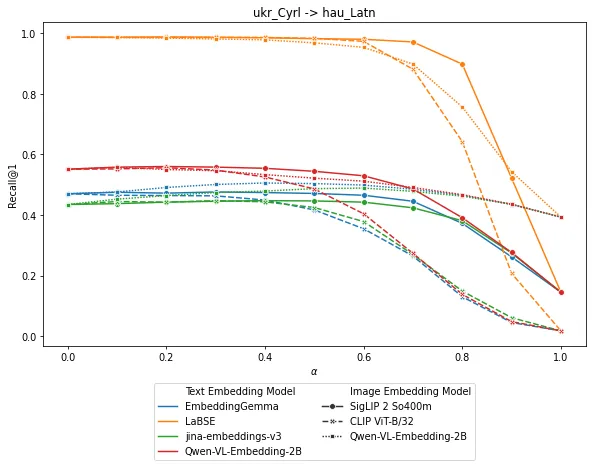 ukr_Cyrl -> hau_Latn
1.0
0.8
0.6
0.4
0.2
0.0
Recall@1
0.0 0.2 0.4 0.6 0.8 1.0
α
Text Embedding Model
EmbeddingGemma
LaBSE
jina-embeddings-v3
Qwen-VL-Embedding-2B
Image Embedding Model
SigLIP 2 So400m
CLIP ViT-B/32
Qwen-VL-Embedding-2B